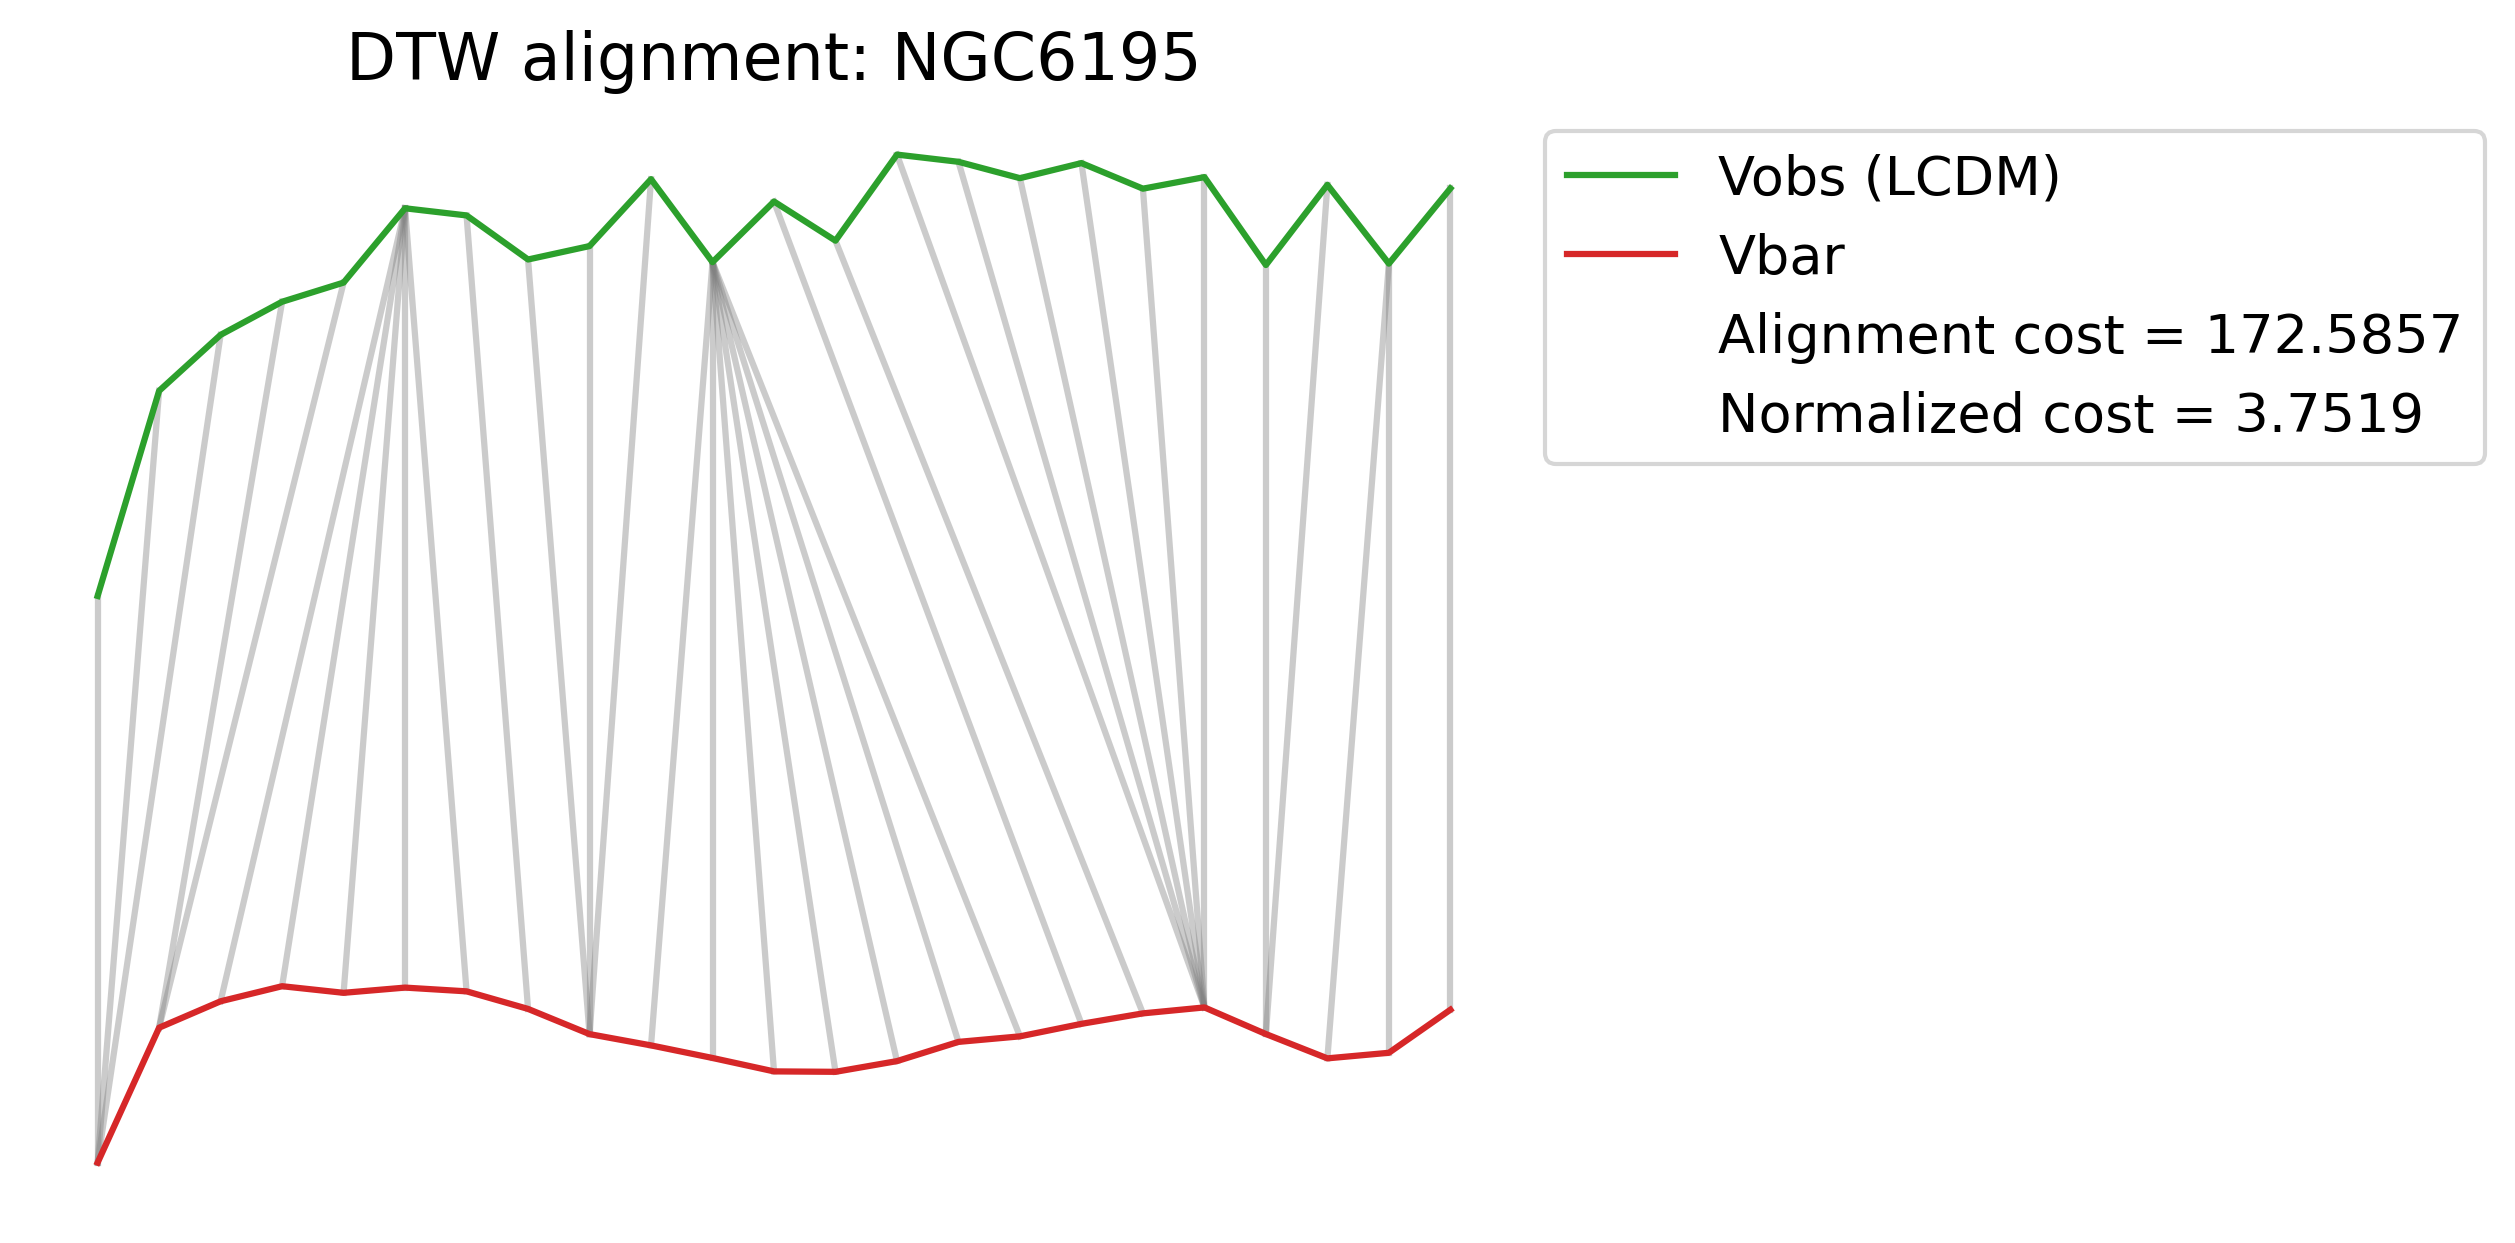 DTW alignment: NGC6195
Vobs (LCDM)
Vbar
Alignment cost = 172.5857
Normalized cost = 3.7519